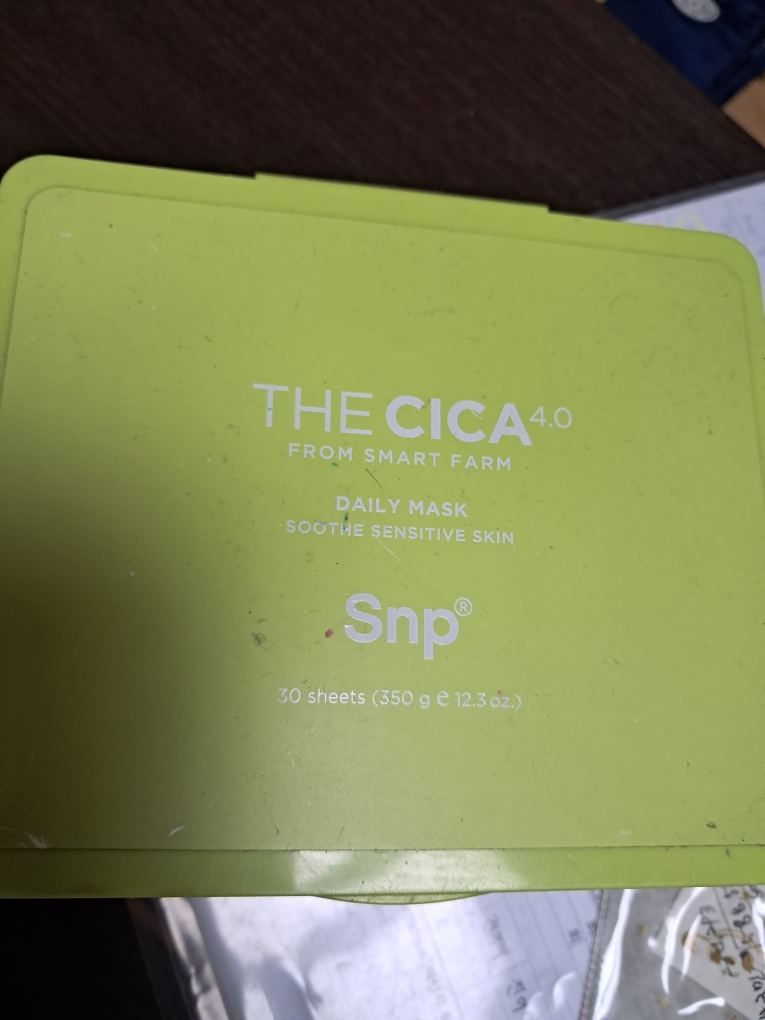 THE CICA 4.0
FROM SMART FARM
DAILY MASK
SOOTHE SENSITIVE SKIN
Snp®
30 sheets (350 g ℮ 12.3 oz.)